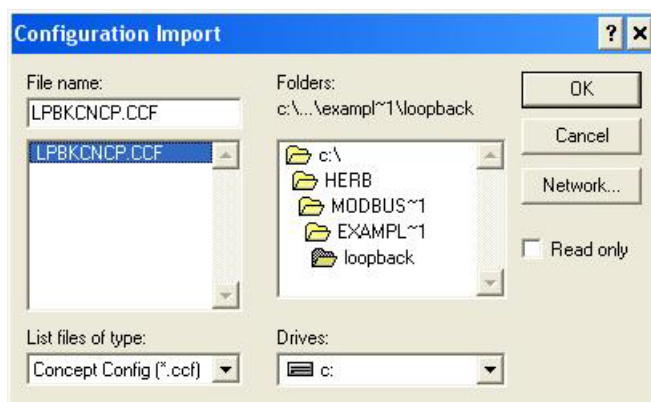 Configuration Import
File name:
LPBKCNCP.CCF
LPBKCNCP.CCF
List files of type:
Concept Config (*.ccf)
Folders:
c:\...\exampl~1\loopback
c:\
HERB
MODBUS~1
EXAMPL~1
loopback
Drives:
c:
OK
Cancel
Network...
Read only